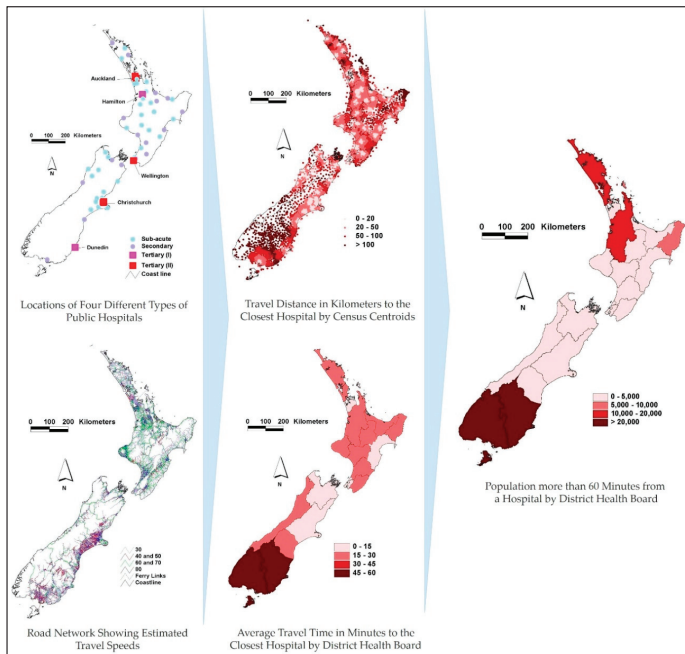 Auckland
Hamilton
0 100 200 Kilometers
N
Wellington
Christchurch
Dunedin
Sub-acute
Secondary
Tertiary (I)
Tertiary (II)
Coast line
Locations of Four Different Types of
Public Hospitals
0 100 200 Kilometers
N
0 - 20
20 - 50
50 - 100
> 100
Travel Distance in Kilometers to the
Closest Hospital by Census Centroids
0 100 200 Kilometers
N
30
40 and 50
60 and 70
80
Ferry Links
Coastline
Road Network Showing Estimated
Travel Speeds
0 100 200 Kilometers
N
0 - 15
15 - 30
30 - 45
45 - 60
Average Travel Time in Minutes to the
Closest Hospital by District Health Board
0 100 200 Kilometers
N
0 - 5,000
5,000 - 10,000
10,000 - 20,000
> 20,000
Population more than 60 Minutes from
a Hospital by District Health Board